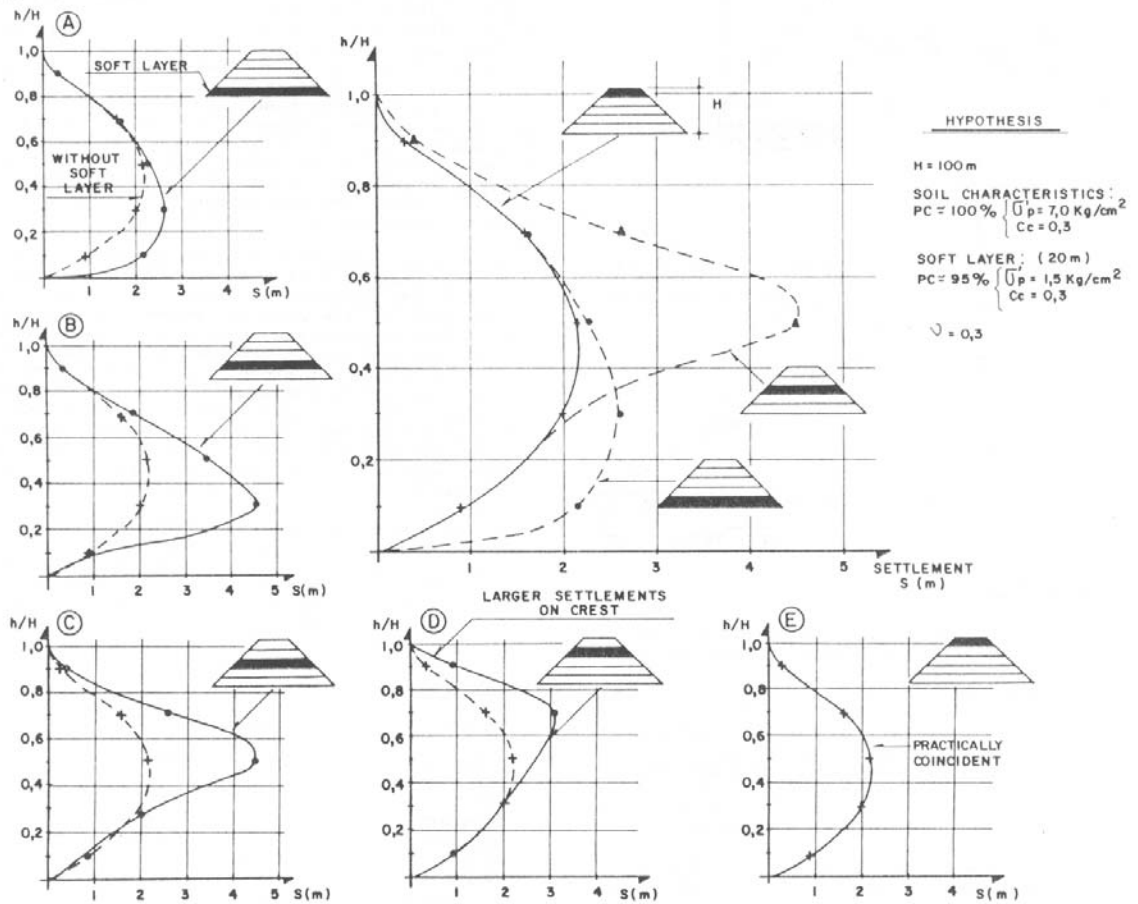 A
h/H
1,0
0,8
0,6
0,4
0,2
SOFT LAYER
WITHOUT
SOFT
LAYER
1 2 3 4 5
S (m)
B
h/H
1,0
0,8
0,6
0,4
0,2
1 2 3 4 5 S(m)
h/H
1,0
0,8
0,6
0,4
0,2
H
1 2 3 4 5
SETTLEMENT
S (m)
HYPOTHESIS
H = 100 m
SOIL CHARACTERISTICS:
PC = 100% { σ'p = 7,0 Kg/cm²
Cc = 0,3
SOFT LAYER: (20 m)
PC = 95% { σ'p = 1,5 Kg/cm²
Cc = 0,3
ν = 0,3
C
h/H
1,0
0,8
0,6
0,4
0,2
1 2 3 4 5 S(m)
LARGER SETTLEMENTS
ON CREST
D
h/H
1,0
0,8
0,6
0,4
0,2
1 2 3 4 S(m)
E
h/H
1,0
0,8
0,6
0,4
0,2
PRACTICALLY
COINCIDENT
1 2 3 4 S(m)